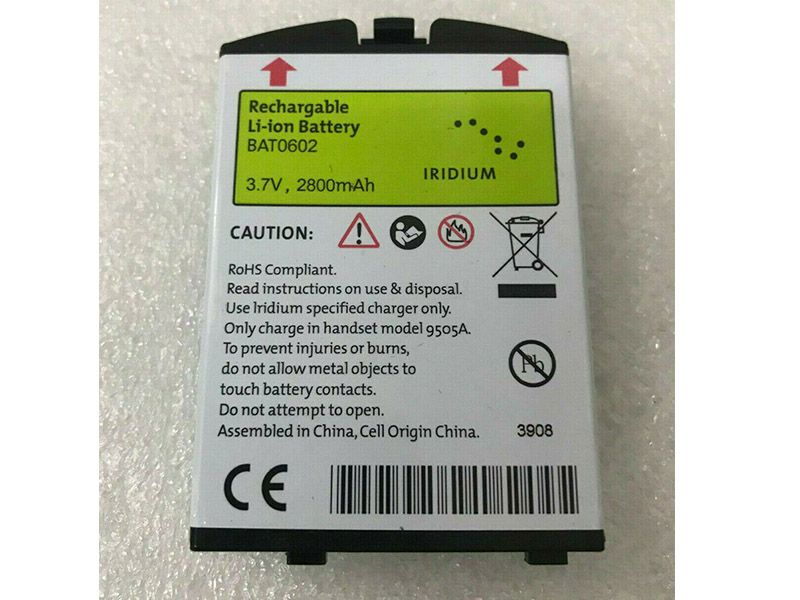 Rechargable
Li-ion Battery
BAT0602
3.7V, 2800mAh
IRIDIUM
CAUTION:
RoHS Compliant.
Read instructions on use & disposal.
Use Iridium specified charger only.
Only charge in handset model 9505A.
To prevent injuries or burns,
do not allow metal objects to
touch battery contacts.
Do not attempt to open.
Assembled in China, Cell Origin China.
Pb
3908
CE